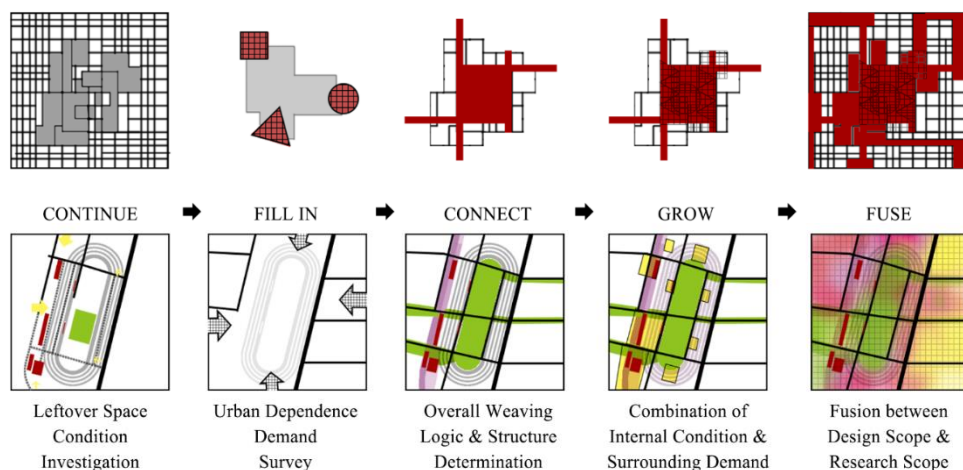 CONTINUE
FILL IN
CONNECT
GROW
FUSE
Leftover Space
Condition
Investigation
Urban Dependence
Demand
Survey
Overall Weaving
Logic & Structure
Determination
Combination of
Internal Condition &
Surrounding Demand
Fusion between
Design Scope &
Research Scope